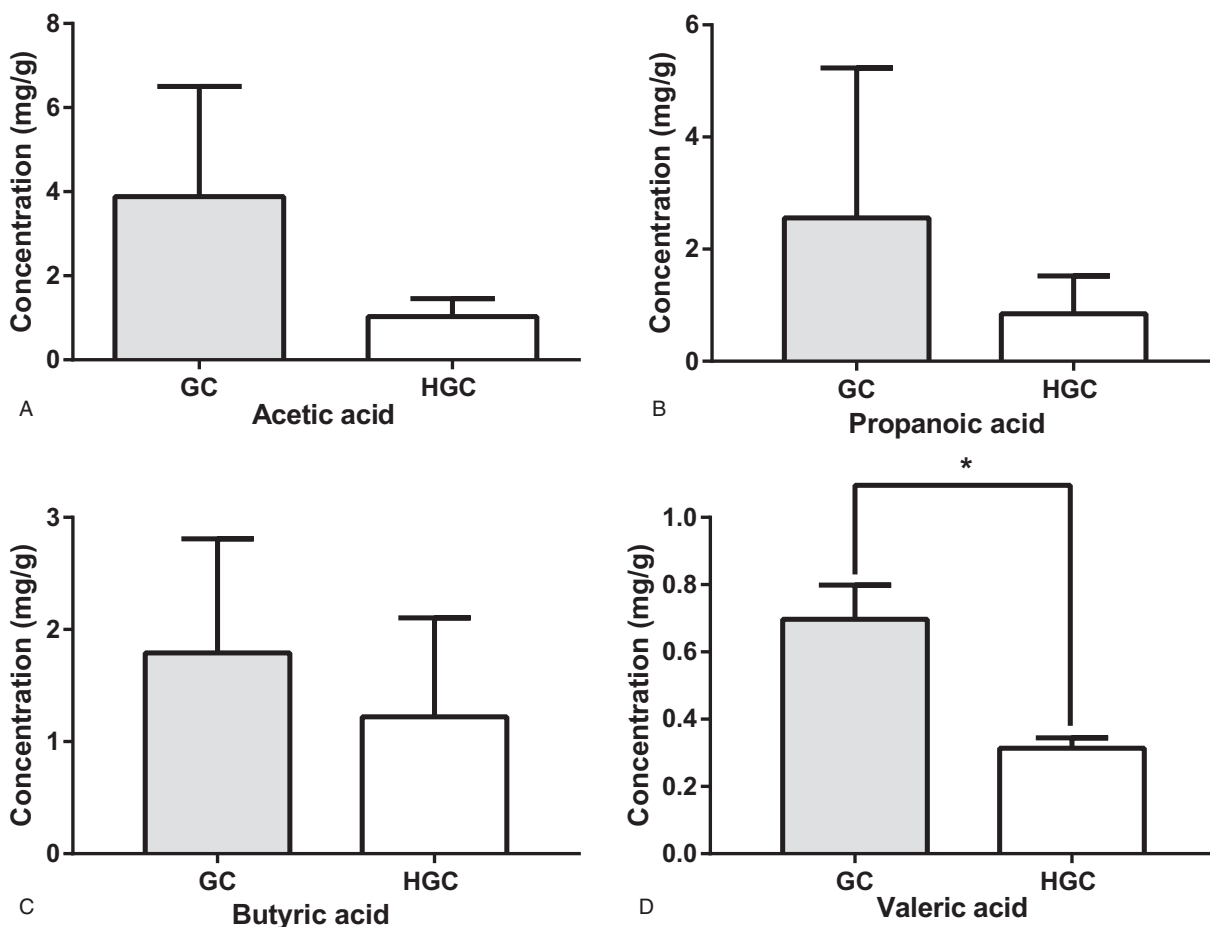 A
Concentration (mg/g)
8
6
4
2
0
GC
HGC
Acetic acid
B
Concentration (mg/g)
6
4
2
0
GC
HGC
Propanoic acid
C
Concentration (mg/g)
3
2
1
0
GC
HGC
Butyric acid
D
Concentration (mg/g)
*
1.0
0.8
0.6
0.4
0.2
0.0
GC
HGC
Valeric acid